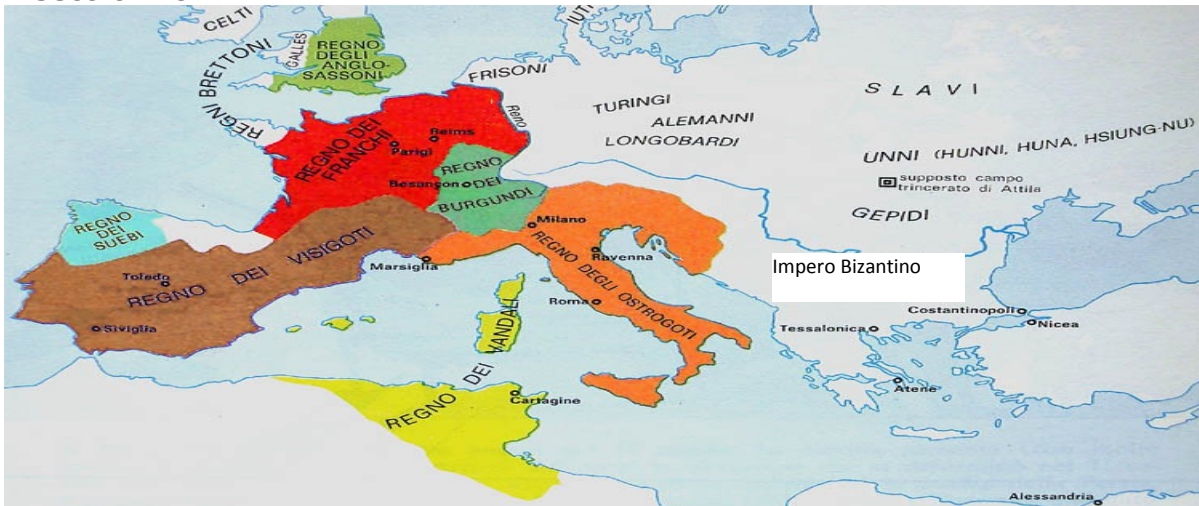 CELTI
IUTI
GALLES
REGNO
DEGLI
ANGLO-
SASSONI
REGNI BRETTONI
FRISONI
Reno
TURINGI
ALEMANNI
LONGOBARDI
SLAVI
UNNI (HUNNI, HUNA, HSIUNG-NU)
supposto campo
trincerato di Attila
GEPIDI
REGNO DEI
FRANCHI
Reims
Parigi
REGNO
DEI
BURGUNDI
Besançon
REGNO
DEI
SUEBI
REGNO DEI VISIGOTI
Toledo
Siviglia
Marsiglia
Milano
Ravenna
REGNO DEGLI OSTROGOTI
Roma
Impero Bizantino
Costantinopoli
Nicea
Tessalonica
Atene
REGNO DEI VANDALI
Cartagine
Alessandria